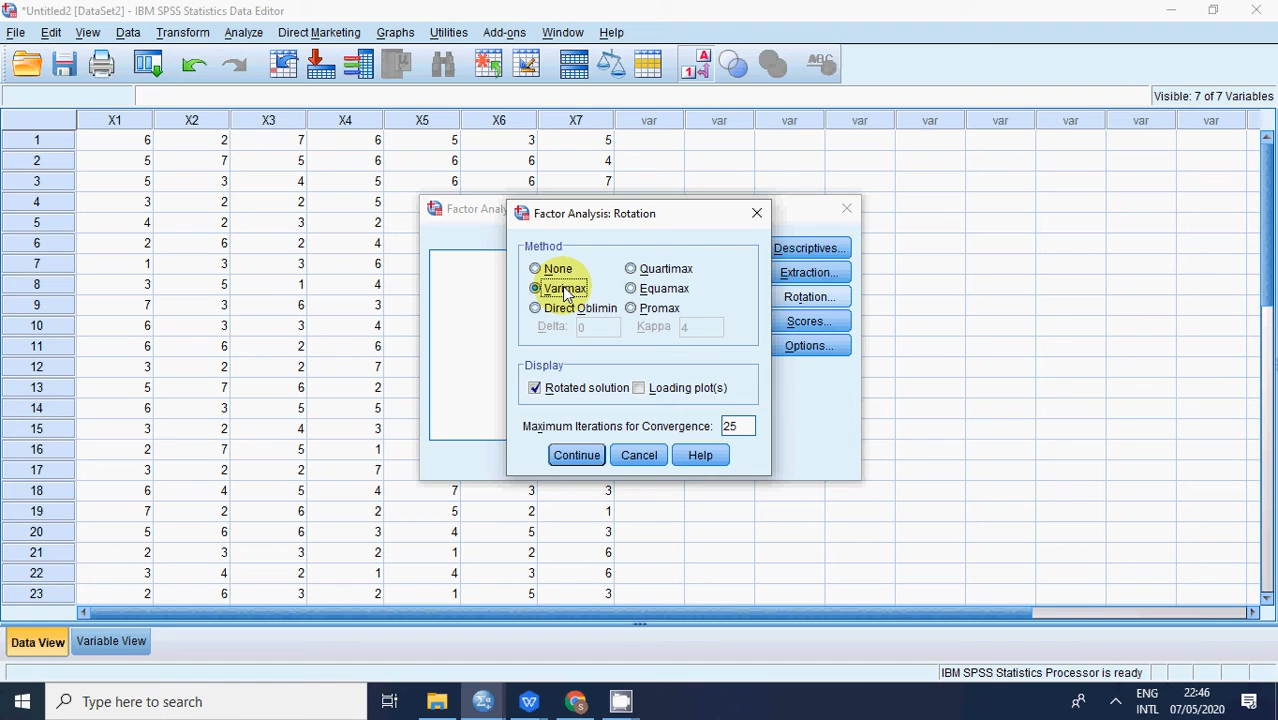 *Untitled2 [DataSet2] - IBM SPSS Statistics Data Editor
File Edit View Data Transform Analyze Direct Marketing Graphs Utilities Add-ons Window Help
Visible: 7 of 7 Variables
X1 X2 X3 X4 X5 X6 X7 var var var var var var var var
1 6 2 7 6 5 3 5
2 5 7 5 6 6 6 4
3 5 3 4 5 6 6 7
4 3 2 2 5
5 4 2 3 2
6 2 6 2 4
7 1 3 3 6
8 3 5 1 4
9 7 3 6 3
10 6 3 3 6
11 6 3 2 6
12 3 2 2 7
13 5 7 6 2
14 6 3 5 5
15 3 2 4 3
16 2 7 5 1
17 3 2 2 7
18 6 4 5 4 7 3 3
19 7 2 6 2 5 2 1
20 5 6 6 3 4 5 3
21 2 3 3 2 1 2 6
22 3 4 2 1 4 3 6
23 2 6 3 2 1 5 3
Factor Analy
Descriptives...
Extraction...
Rotation...
Scores...
Options...
Factor Analysis: Rotation
Method
None Quartimax
Varimax Equamax
Direct Oblimin Promax
Delta: 0 Kappa 4
Display
Rotated solution Loading plot(s)
Maximum Iterations for Convergence: 25
Continue Cancel Help
Data View Variable View
IBM SPSS Statistics Processor is ready
Type here to search
ENG
INTL
22:46
07/05/2020